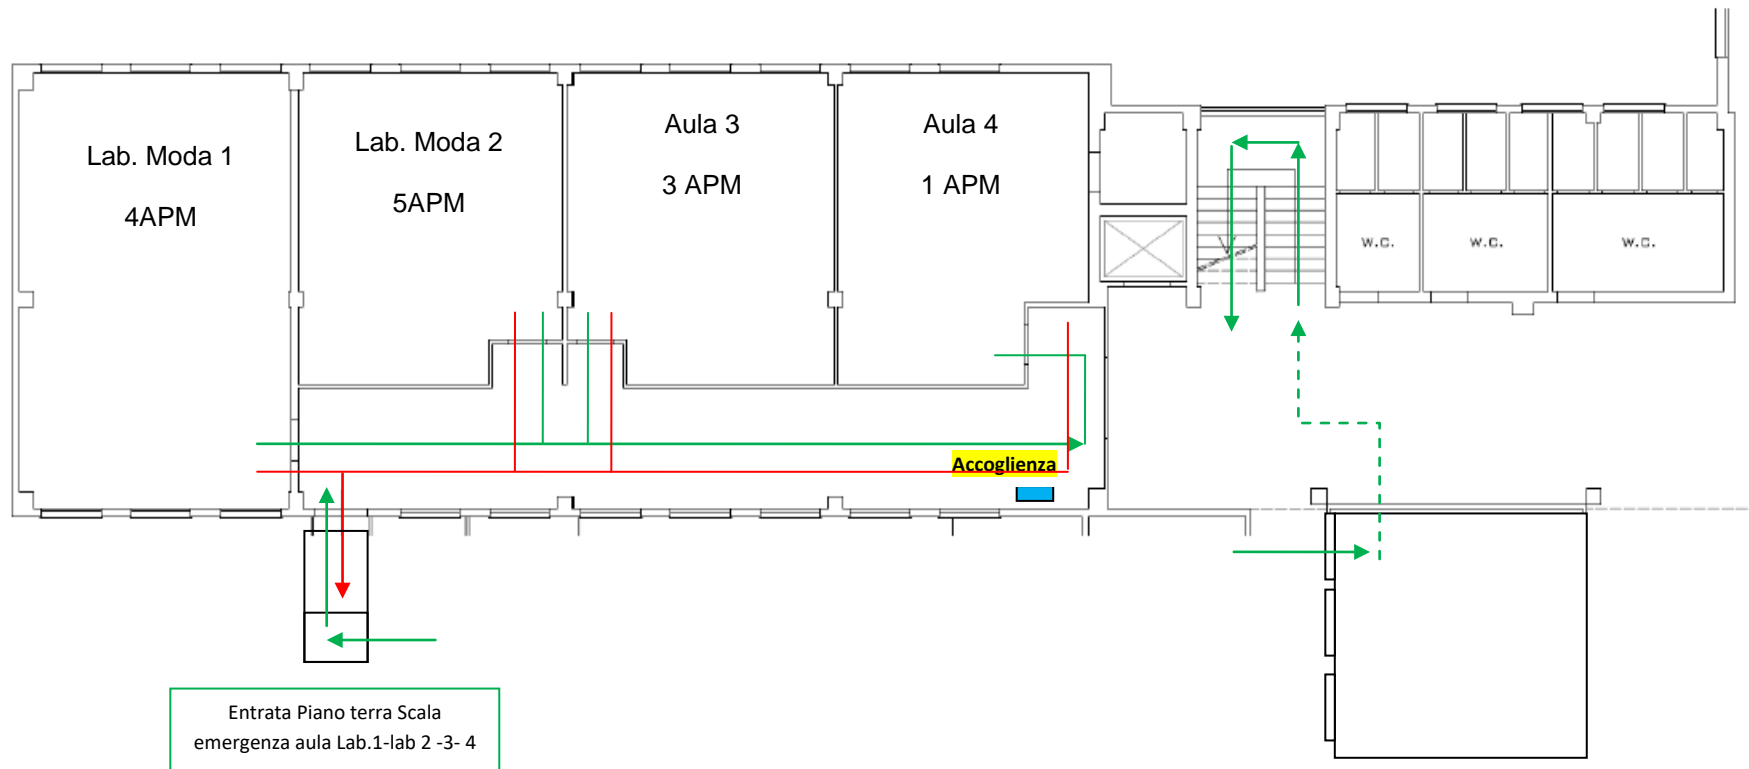 Lab. Moda 1
4APM
Lab. Moda 2
5APM
Aula 3
3 APM
Aula 4
1 APM
W.C.
W.C.
W.C.
Accoglienza
Entrata Piano terra Scala
emergenza aula Lab.1-lab 2 -3- 4